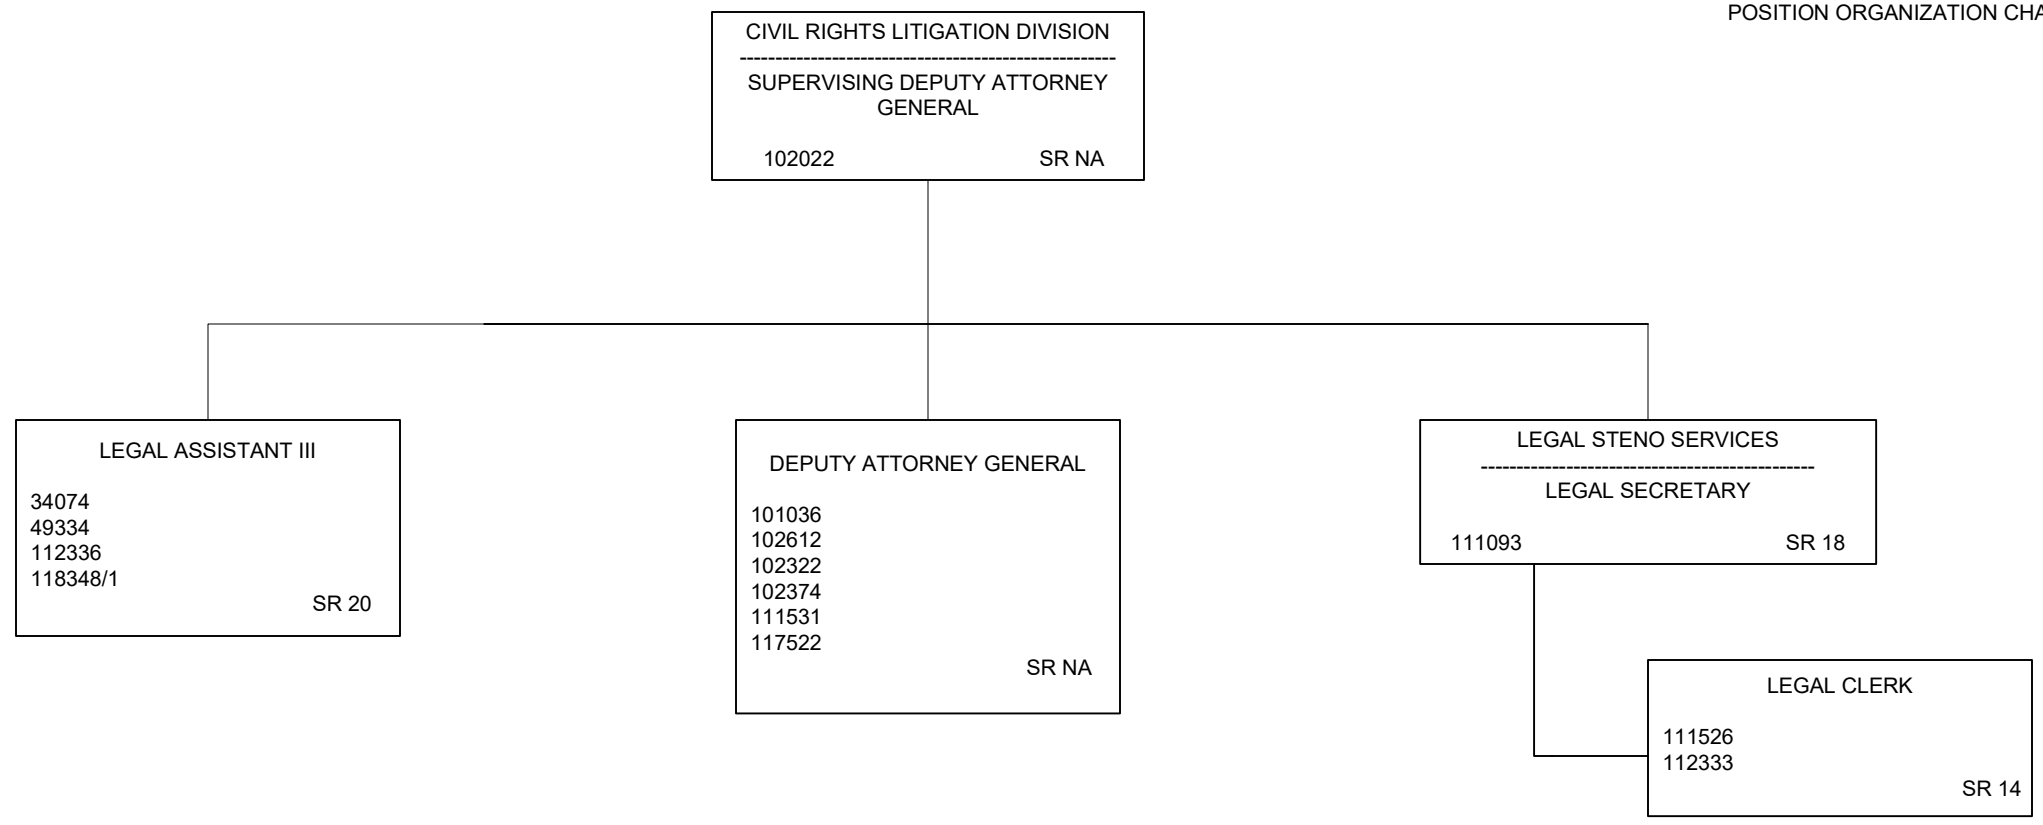 POSITION ORGANIZATION CHA
CIVIL RIGHTS LITIGATION DIVISION
----------------------------------------------------
SUPERVISING DEPUTY ATTORNEY
GENERAL
102022 SR NA
LEGAL ASSISTANT III
34074
49334
112336
118348/1
SR 20
DEPUTY ATTORNEY GENERAL
101036
102612
102322
102374
111531
117522
SR NA
LEGAL STENO SERVICES
-----------------------------------------------
LEGAL SECRETARY
111093 SR 18
LEGAL CLERK
111526
112333
SR 14